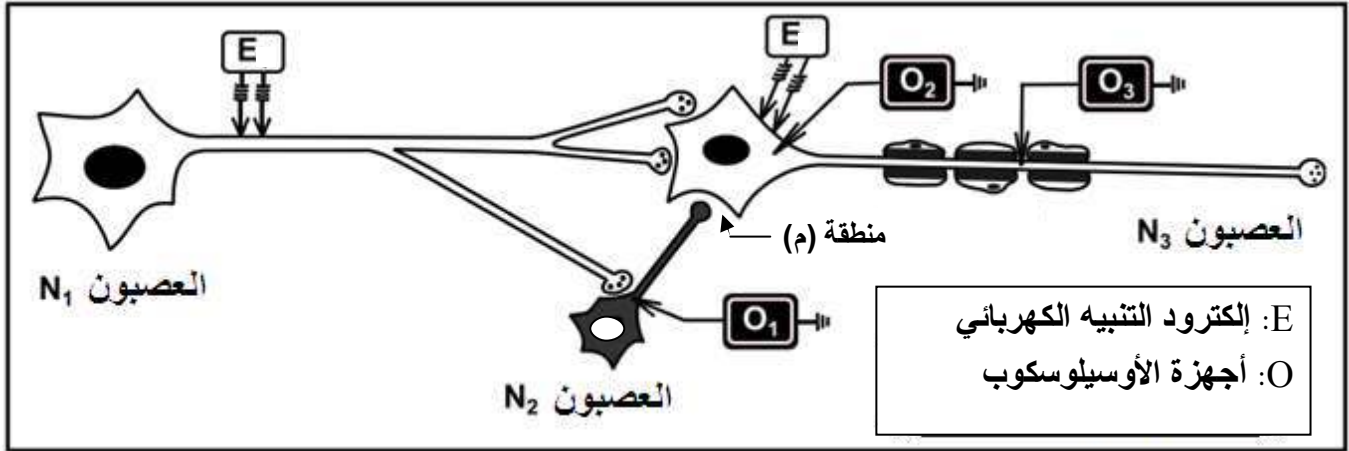 E
E
O₂
O₃
منطقة (م)
العصبون N₃
العصبون N₁
O₁
العصبون N₂
E: إلكترود التنبيه الكهربائي
O: أجهزة الأوسيلوسكوب